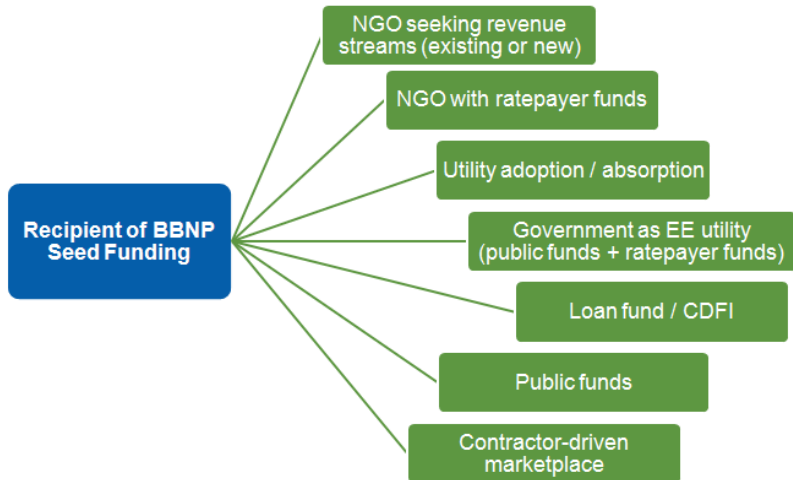 NGO seeking revenue
streams (existing or new)
NGO with ratepayer funds
Utility adoption / absorption
Recipient of BBNP
Seed Funding
Government as EE utility
(public funds + ratepayer funds)
Loan fund / CDFI
Public funds
Contractor-driven
marketplace